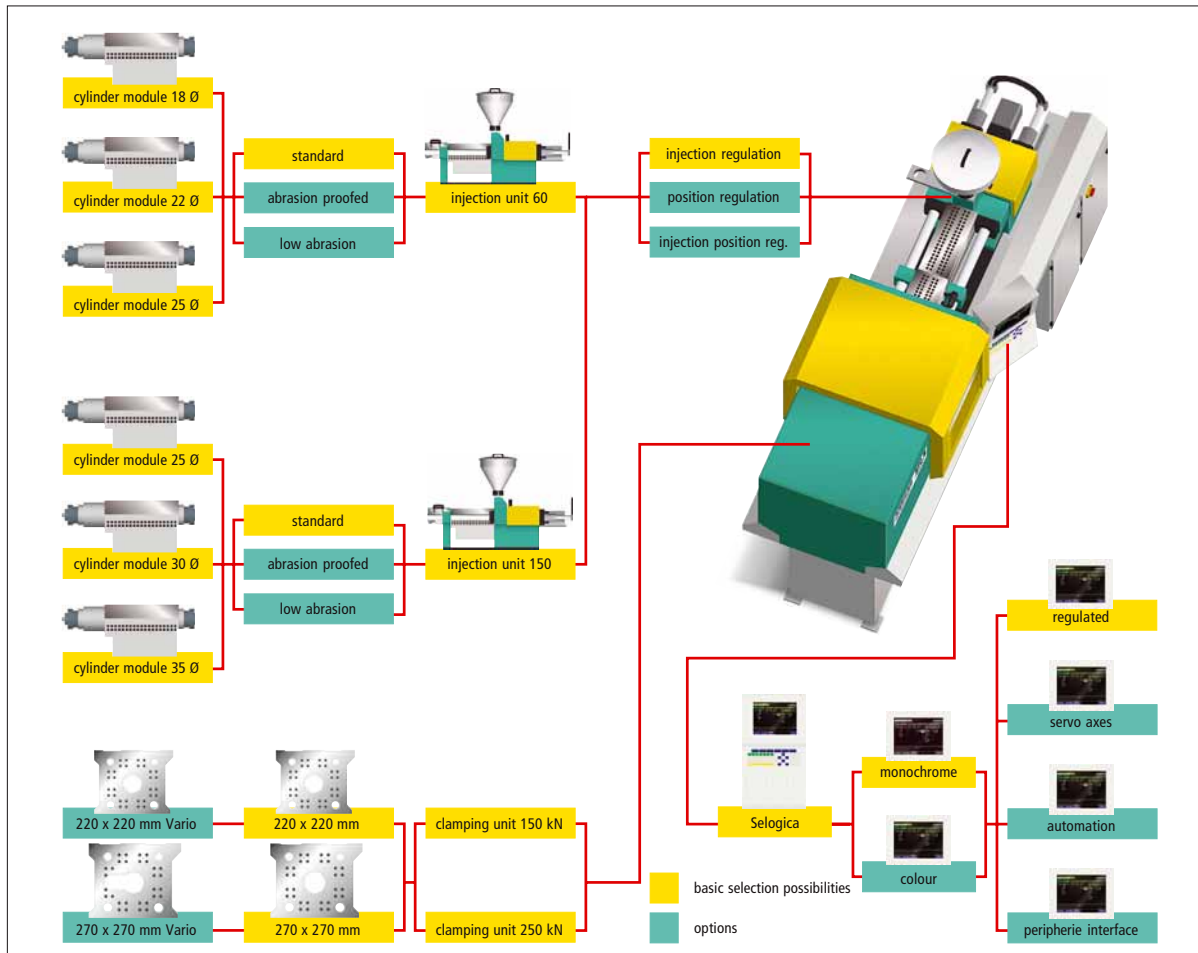 cylinder module 18 Ø
cylinder module 22 Ø
cylinder module 25 Ø
standard
abrasion proofed
low abrasion
injection unit 60
injection regulation
position regulation
injection position reg.
cylinder module 25 Ø
cylinder module 30 Ø
cylinder module 35 Ø
standard
abrasion proofed
low abrasion
injection unit 150
220 x 220 mm Vario
220 x 220 mm
270 x 270 mm Vario
270 x 270 mm
clamping unit 150 kN
clamping unit 250 kN
Selogica
monochrome
colour
regulated
servo axes
automation
peripherie interface
basic selection possibilities
options